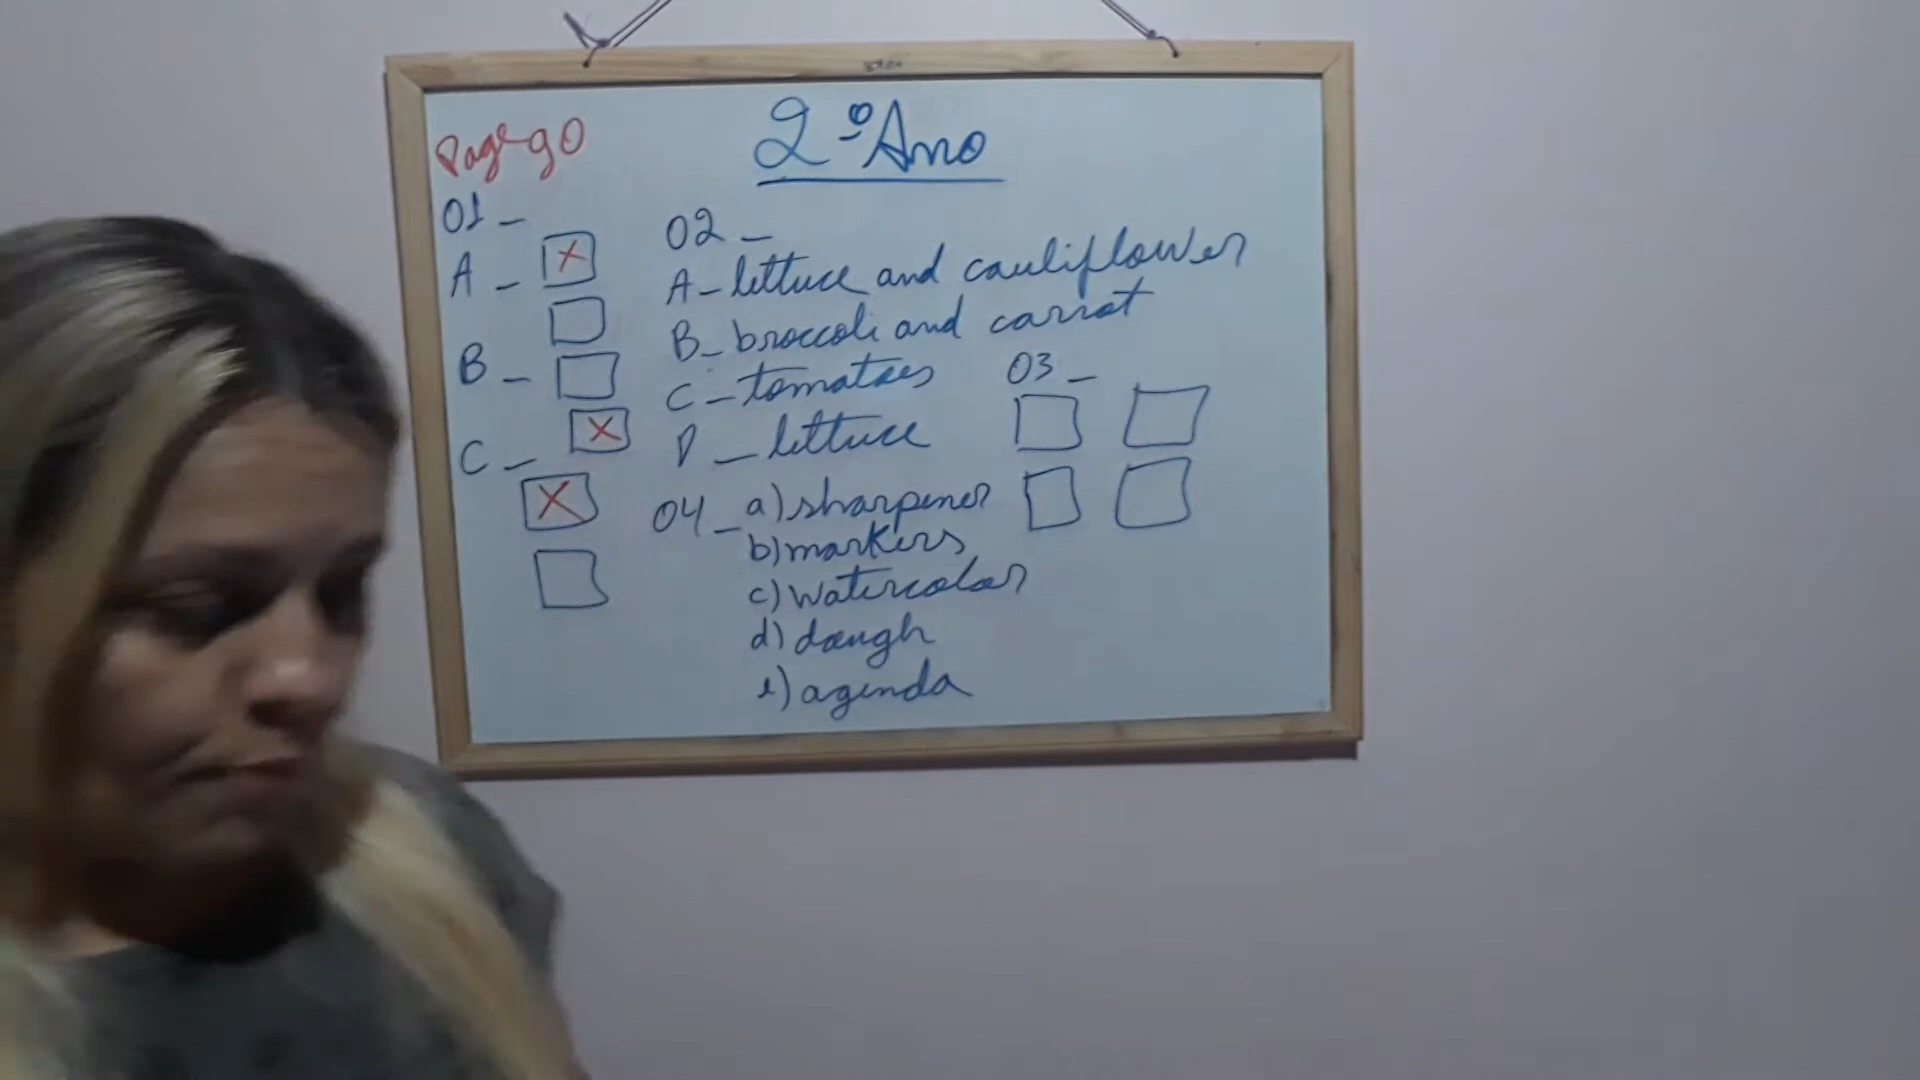 2º Ano
Page 90
01 -
A - X
B -
X
C -
X
02 -
A - lettuce and cauliflower
B - broccoli and carrot
C - tomatoes
D - lettuce
03 -
04 - a) sharpener
b) markers
c) watercolor
d) dough
e) agenda